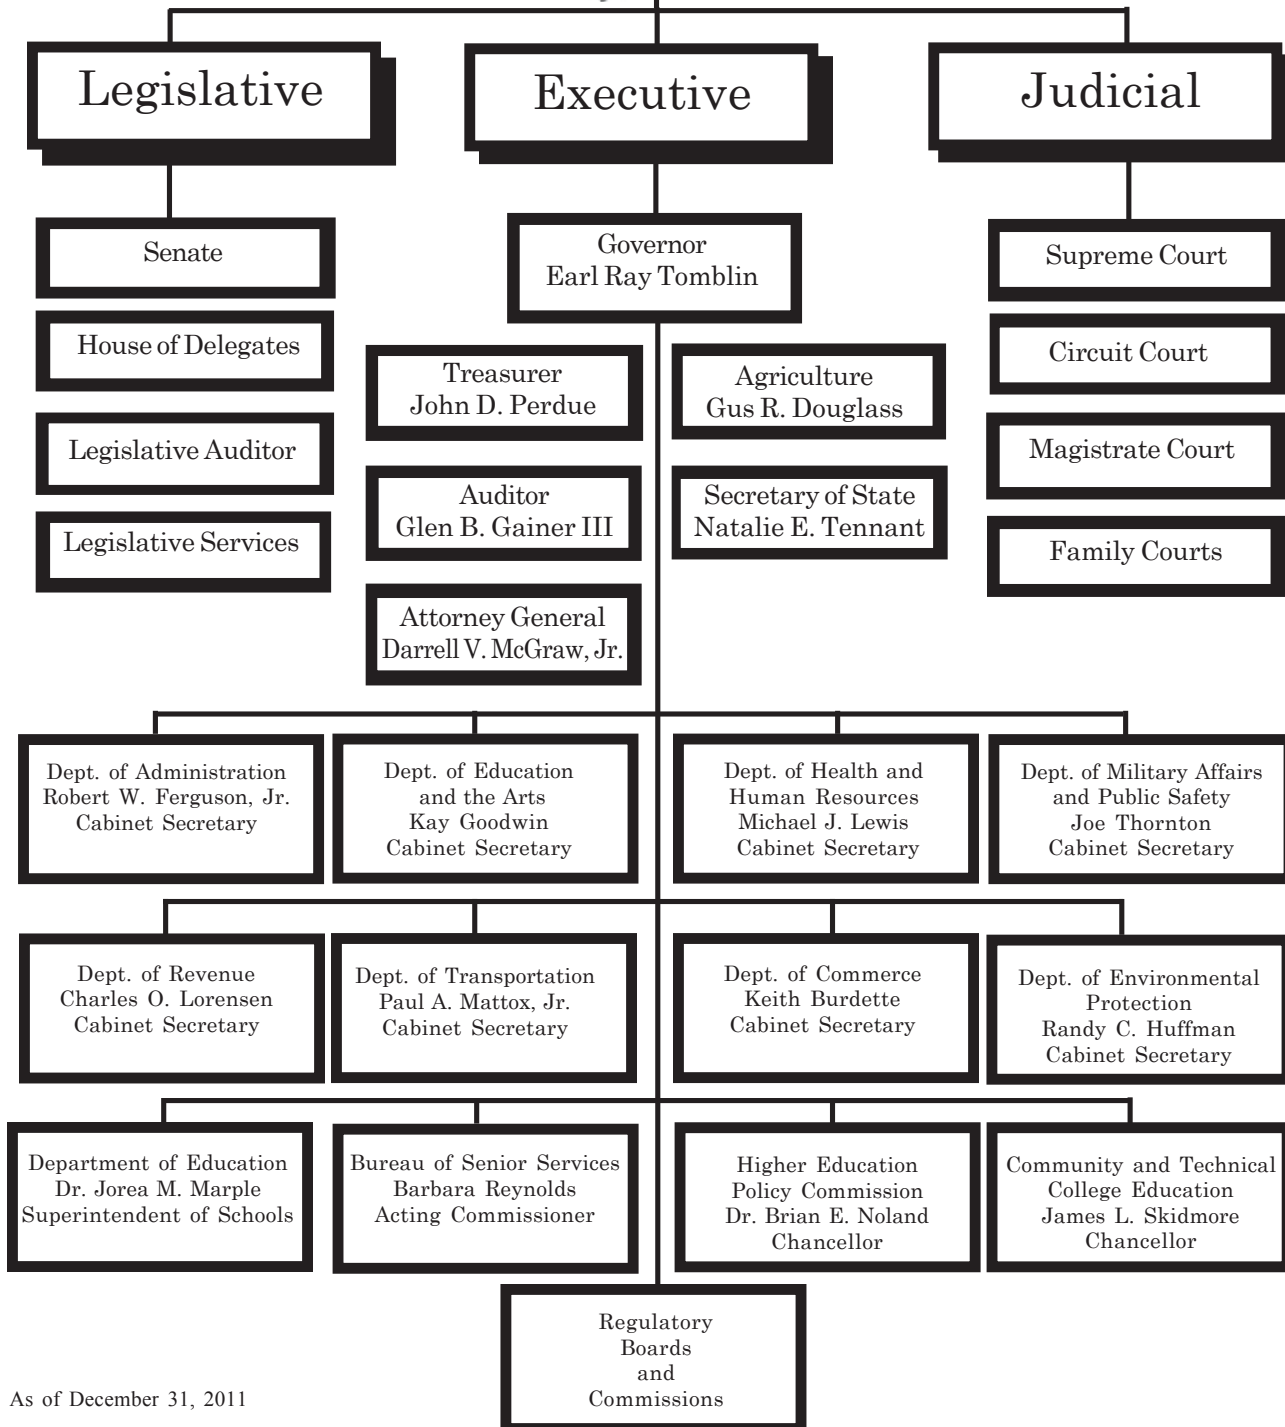 Legislative
Executive
Judicial
Senate
House of Delegates
Legislative Auditor
Legislative Services
Governor
Earl Ray Tomblin
Treasurer
John D. Perdue
Agriculture
Gus R. Douglass
Auditor
Glen B. Gainer III
Secretary of State
Natalie E. Tennant
Attorney General
Darrell V. McGraw, Jr.
Supreme Court
Circuit Court
Magistrate Court
Family Courts
Dept. of Administration
Robert W. Ferguson, Jr.
Cabinet Secretary
Dept. of Education
and the Arts
Kay Goodwin
Cabinet Secretary
Dept. of Health and
Human Resources
Michael J. Lewis
Cabinet Secretary
Dept. of Military Affairs
and Public Safety
Joe Thornton
Cabinet Secretary
Dept. of Revenue
Charles O. Lorensen
Cabinet Secretary
Dept. of Transportation
Paul A. Mattox, Jr.
Cabinet Secretary
Dept. of Commerce
Keith Burdette
Cabinet Secretary
Dept. of Environmental
Protection
Randy C. Huffman
Cabinet Secretary
Department of Education
Dr. Jorea M. Marple
Superintendent of Schools
Bureau of Senior Services
Barbara Reynolds
Acting Commissioner
Higher Education
Policy Commission
Dr. Brian E. Noland
Chancellor
Community and Technical
College Education
James L. Skidmore
Chancellor
Regulatory
Boards
and
Commissions
As of December 31, 2011